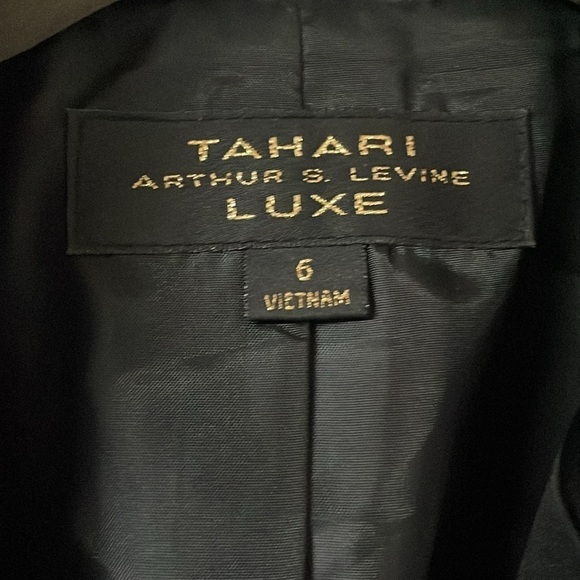 TAHARI
ARTHUR S. LEVINE
LUXE
6
VIETNAM